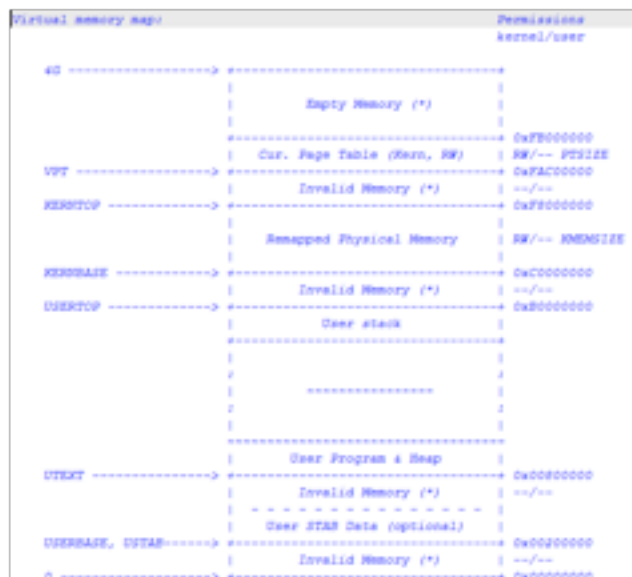 Virtual memory map: Permissions
kernel/user
4G ------------------> +------------------------------+
| |
| Empty Memory (*) |
| |
+------------------------------+ 0xFB000000
| Cur. Page Table (Kern, RW) | RW/-- PTSIZE
VPT -----------------> +------------------------------+ 0xFAC00000
| Invalid Memory (*) | --/--
KERNTOP -------------> +------------------------------+ 0xF8000000
| |
| Remapped Physical Memory | RW/-- KMEMSIZE
| |
KERNBASE ------------> +------------------------------+ 0xC0000000
| Invalid Memory (*) | --/--
USERTOP -------------> +------------------------------+ 0xB0000000
| User stack |
+------------------------------+
| |
: :
| ---------------- |
: :
| |
+------------------------------+
| User Program & Heap |
UTEXT ---------------> +------------------------------+ 0x00800000
| Invalid Memory (*) | --/--
| - - - - - - - - - - - - - - |
| User STAB Data (optional) |
USERBASE, USTAB------> +------------------------------+ 0x00200000
| Invalid Memory (*) | --/--
0 -------------------> +------------------------------+ 0x00000000